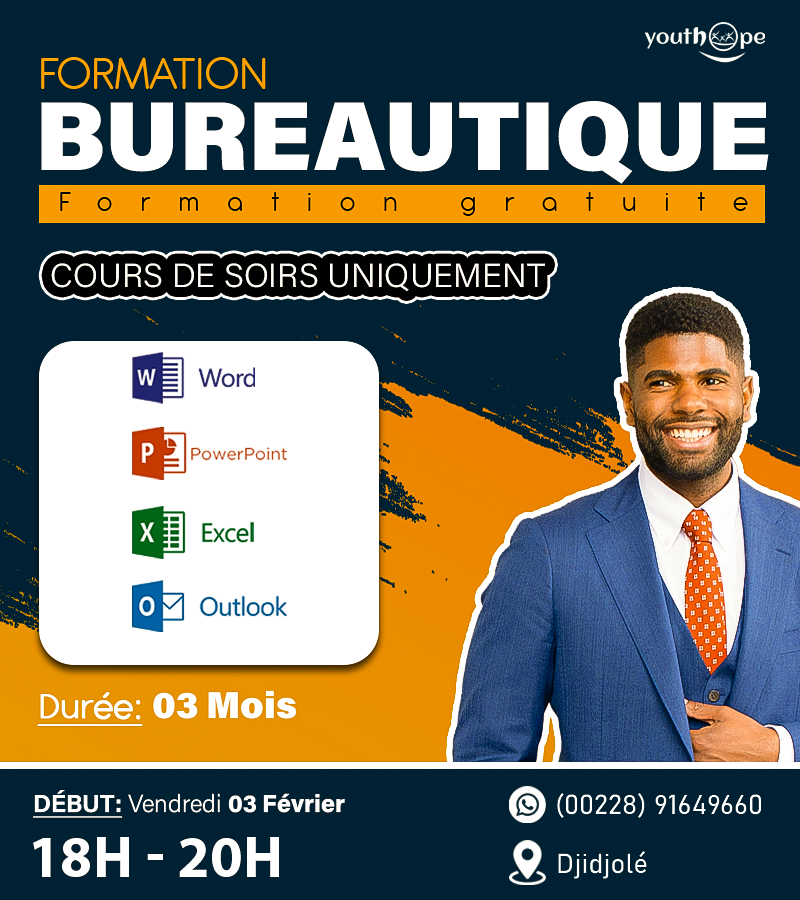 youthope
FORMATION
BUREAUTIQUE
Formation gratuite
COURS DE SOIRS UNIQUEMENT
W Word
P PowerPoint
X Excel
O Outlook
Durée: 03 Mois
DÉBUT: Vendredi 03 Février
18H - 20H
(00228) 91649660
Djidjolé